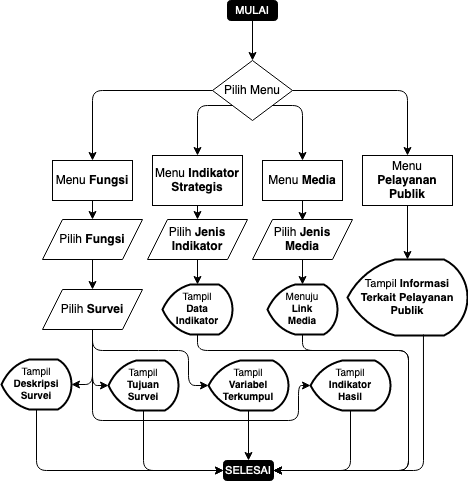 MULAI
Pilih Menu
Menu Fungsi
Menu Indikator
Strategis
Menu Media
Menu
Pelayanan
Publik
Pilih Fungsi
Pilih Jenis
Indikator
Pilih Jenis
Media
Pilih Survei
Tampil
Data
Indikator
Menuju
Link
Media
Tampil Informasi
Terkait Pelayanan
Publik
Tampil
Deskripsi
Survei
Tampil
Tujuan
Survei
Tampil
Variabel
Terkumpul
Tampil
Indikator
Hasil
SELESAI